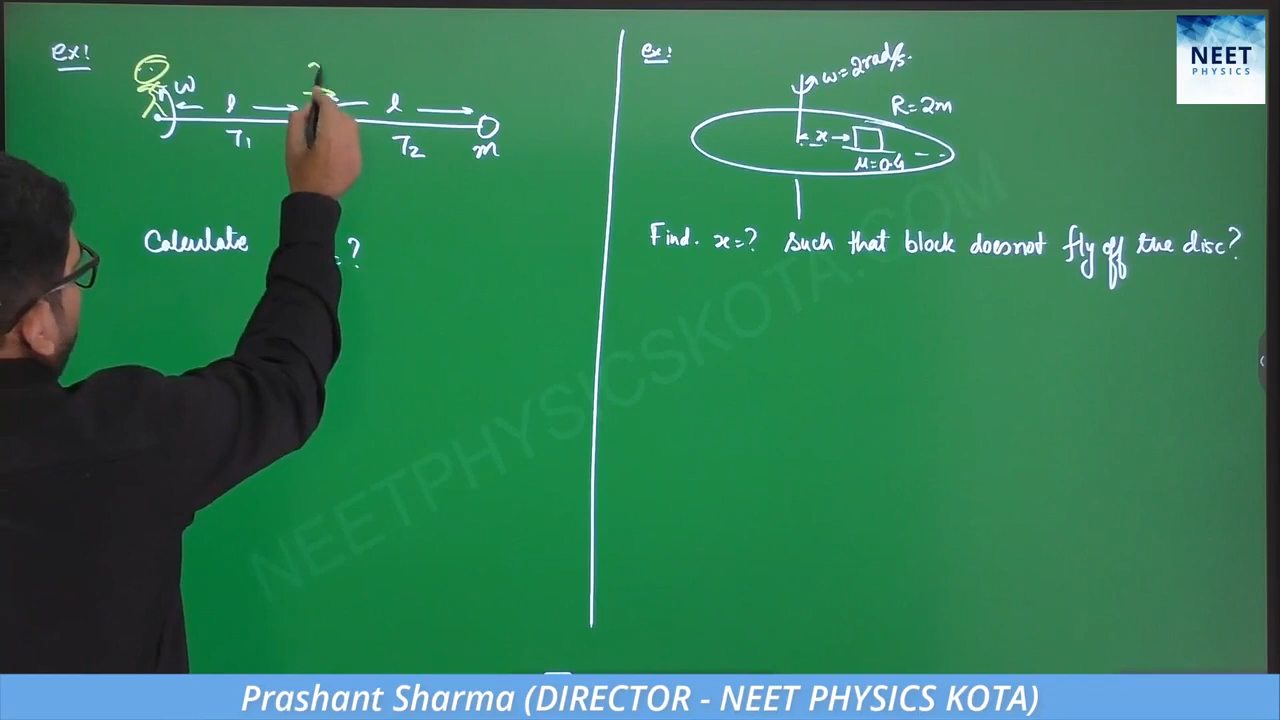 ex!
ω
l
l
T1
T2
m
Calculate = ?
ex!
ω=2rad/s.
R=2m
x
μ=0.4
Find. x=? such that block doesnot fly off the disc?
NEET
PHYSICS
NEETPHYSICSKOTA.COM
Prashant Sharma (DIRECTOR - NEET PHYSICS KOTA)